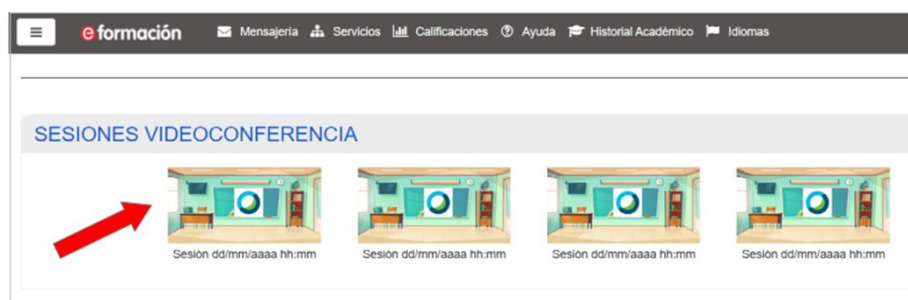 eformación Mensajería Servicios Calificaciones Ayuda Historial Académico Idiomas
SESIONES VIDEOCONFERENCIA
Sesión dd/mm/aaaa hh:mm Sesión dd/mm/aaaa hh:mm Sesión dd/mm/aaaa hh:mm Sesión dd/mm/aaaa hh:mm